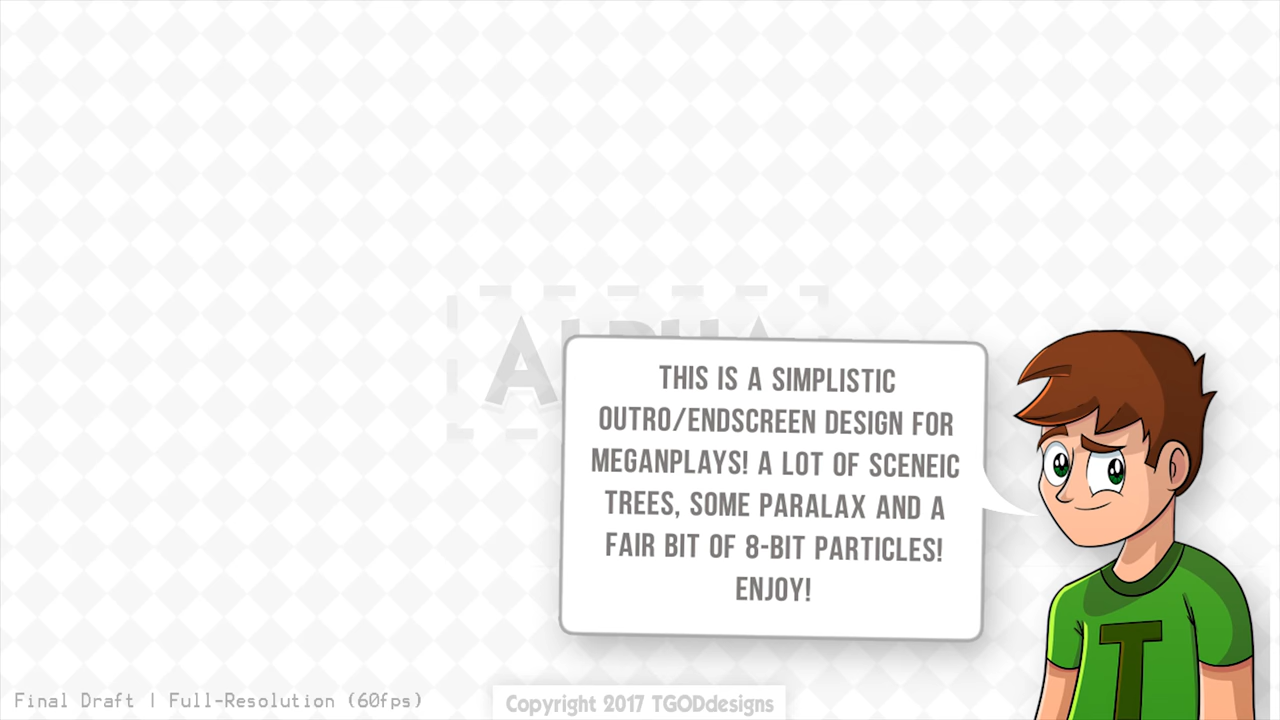 THIS IS A SIMPLISTIC
OUTRO/ENDSCREEN DESIGN FOR
MEGANPLAYS! A LOT OF SCENEIC
TREES, SOME PARALAX AND A
FAIR BIT OF 8-BIT PARTICLES!
ENJOY!
T
Final Draft | Full-Resolution (60fps)
Copyright 2017 TGODdesigns